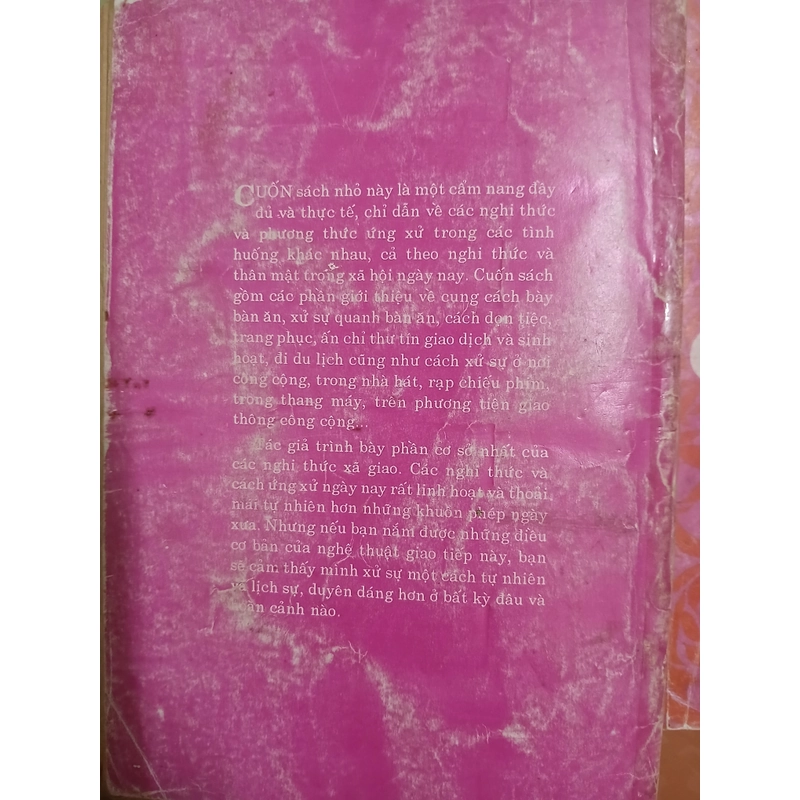 CUỐN sách nhỏ này là một cẩm nang đầy
đủ và thực tế, chỉ dẫn về các nghi thức
và phương thức ứng xử trong các tình
huống khác nhau, cả theo nghi thức và
thân mật trong xã hội ngày nay. Cuốn sách
gồm các phần giới thiệu về cung cách bày
bàn ăn, xử sự quanh bàn ăn, cách dọn tiệc,
trang phục, ấn chỉ thư tín giao dịch và sinh
hoạt, đi du lịch cũng như cách xử sự ở nơi
công cộng, trong nhà hát, rạp chiếu phim,
trong thang máy, trên phương tiện giao
thông công cộng...
Tác giả trình bày phần cơ sở nhất của
các nghi thức xã giao. Các nghi thức và
cách ứng xử ngày nay rất linh hoạt và thoải
mái tự nhiên hơn những khuôn phép ngày
xưa. Nhưng nếu bạn nắm được những điều
cơ bản của nghệ thuật giao tiếp này, bạn
sẽ cảm thấy mình xử sự một cách tự nhiên
và lịch sự, duyên dáng hơn ở bất kỳ đâu và
cảnh nào.